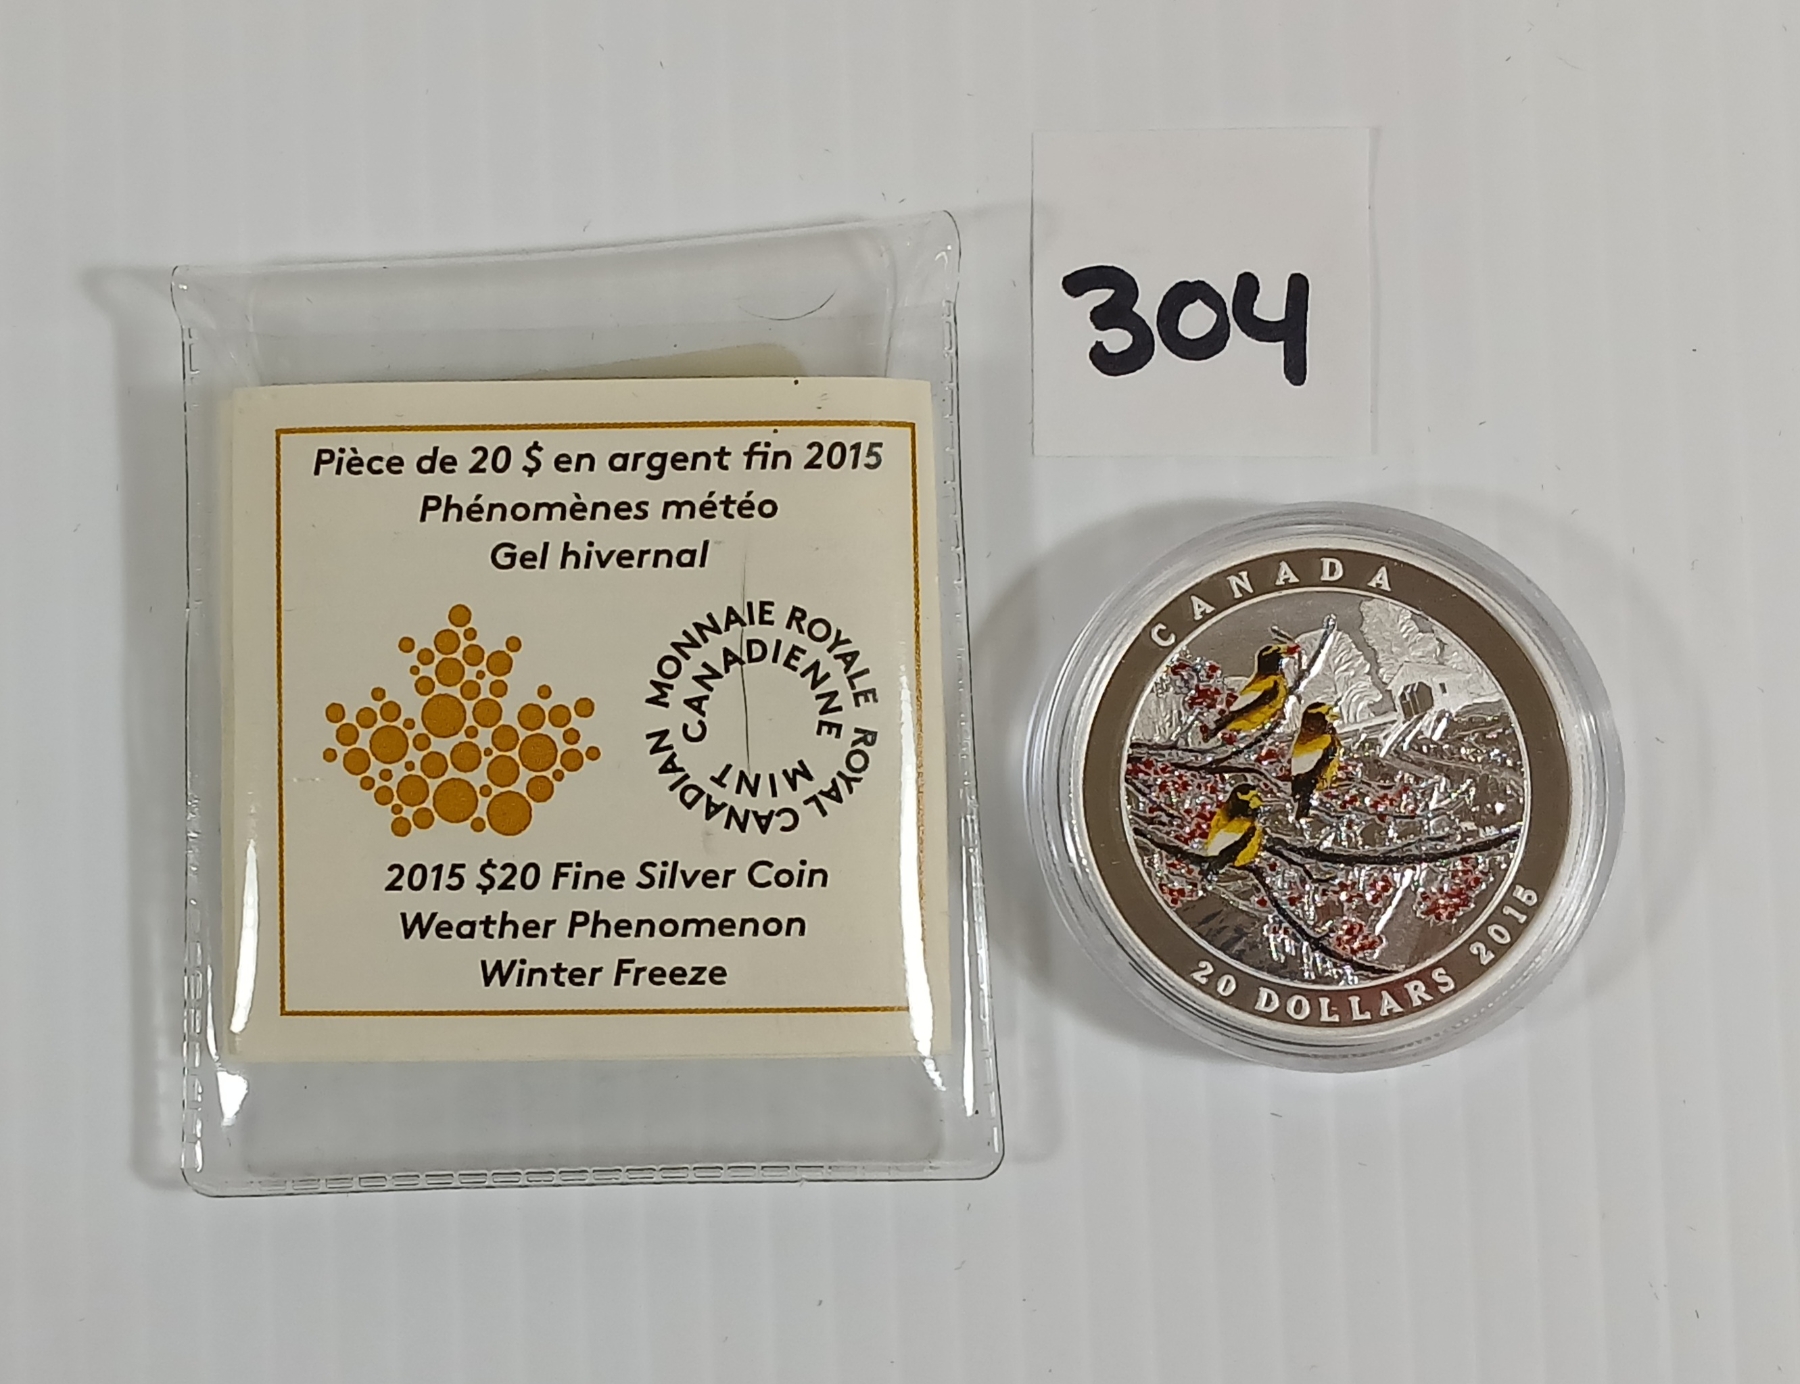 304
Pièce de 20 $ en argent fin 2015
Phénomènes météo
Gel hivernal
MONNAIE ROYALE CANADIENNE
ROYAL CANADIAN MINT
2015 $20 Fine Silver Coin
Weather Phenomenon
Winter Freeze
CANADA
20 DOLLARS 2015